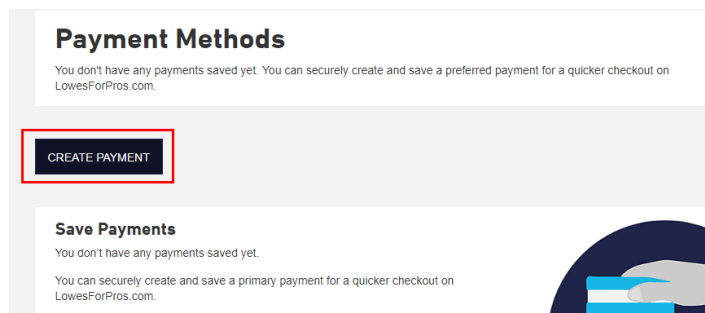 Payment Methods
You don't have any payments saved yet. You can securely create and save a preferred payment for a quicker checkout on
LowesForPros.com.
CREATE PAYMENT
Save Payments
You don't have any payments saved yet.
You can securely create and save a primary payment for a quicker checkout on
LowesForPros.com.